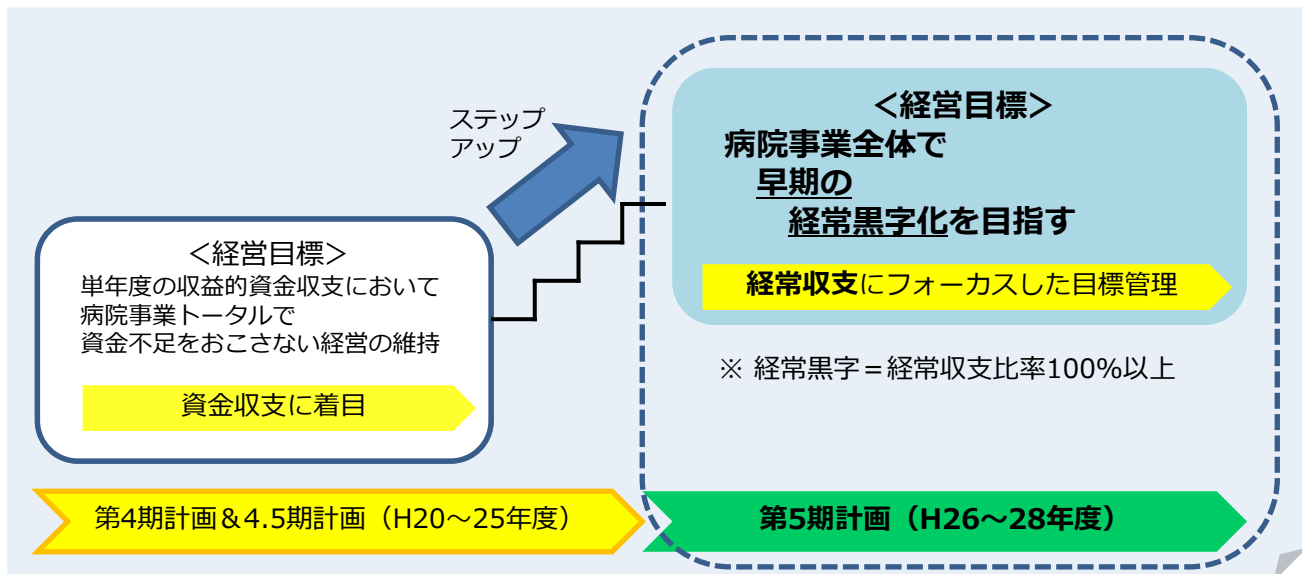 ステップ
アップ
<経営目標>
単年度の収益的資金収支において
病院事業トータルで
資金不足をおこさない経営の維持
資金収支に着目
<経営目標>
病院事業全体で
早期の
経常黒字化を目指す
経常収支にフォーカスした目標管理
※ 経常黒字＝経常収支比率100%以上
第4期計画＆4.5期計画（H20～25年度）
第5期計画（H26～28年度）